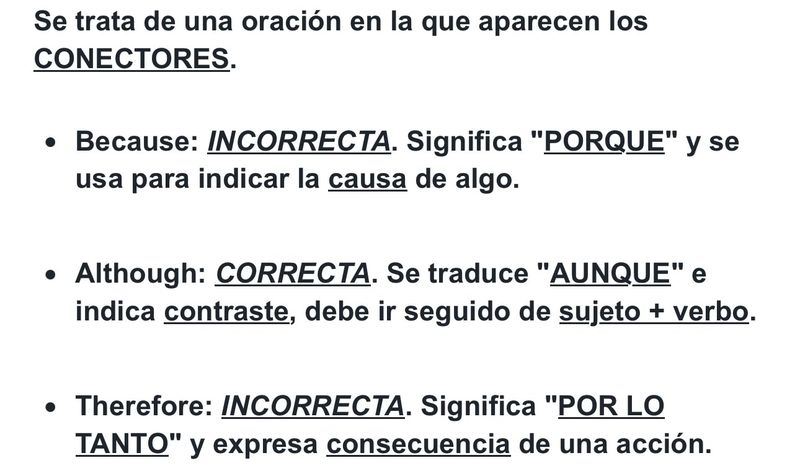 Se trata de una oración en la que aparecen los
CONECTORES.
• Because: INCORRECTA. Significa "PORQUE" y se
usa para indicar la causa de algo.
• Although: CORRECTA. Se traduce "AUNQUE" e
indica contraste, debe ir seguido de sujeto + verbo.
• Therefore: INCORRECTA. Significa "POR LO
TANTO" y expresa consecuencia de una acción.